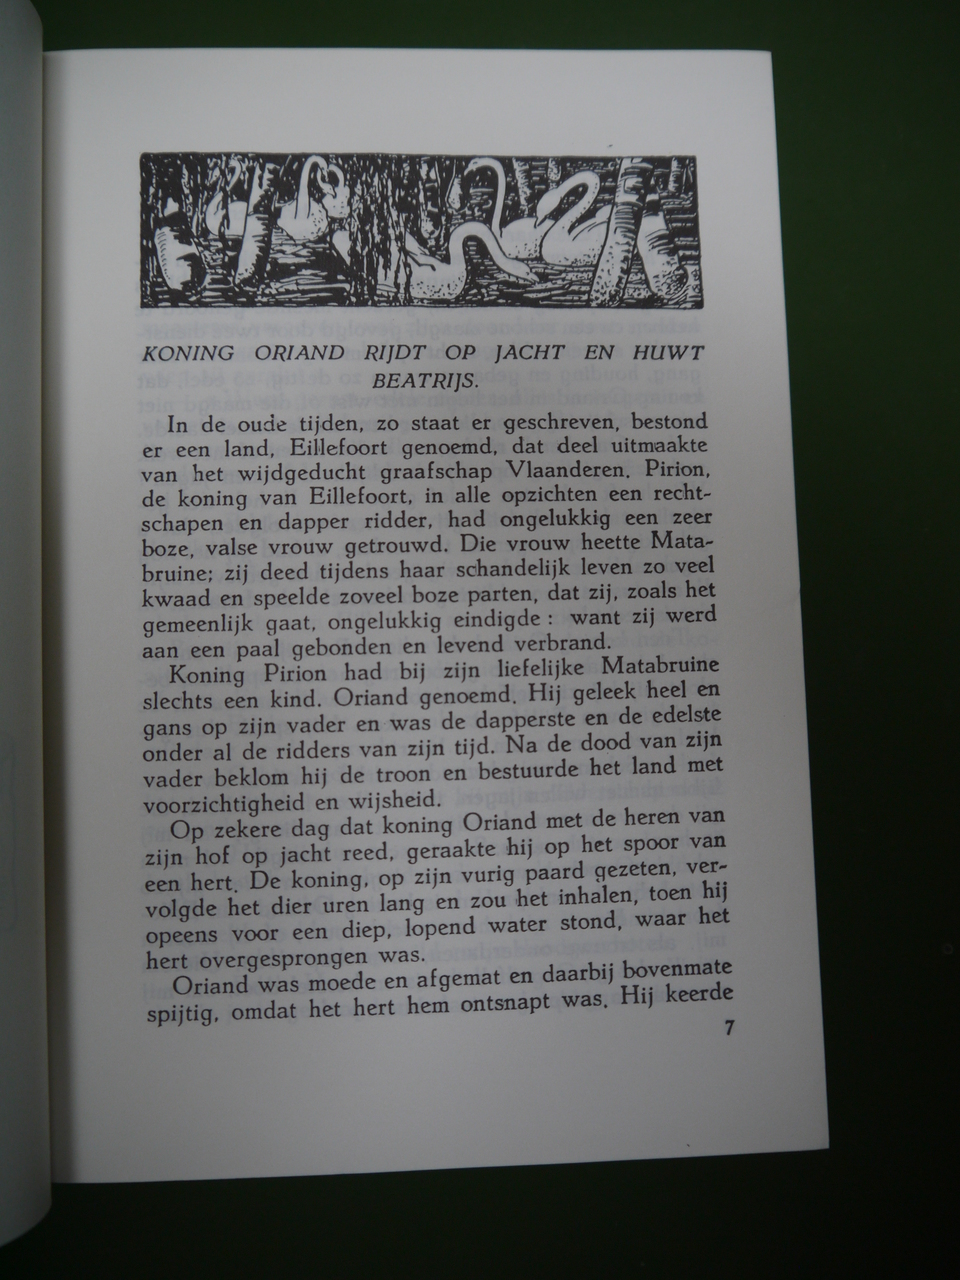 KONING ORIAND RIJDT OP JACHT EN HUWT
BEATRIJS.
In de oude tijden, zo staat er geschreven, bestond
er een land, Eillefoort genoemd, dat deel uitmaakte
van het wijdgeducht graafschap Vlaanderen. Pirion,
de koning van Eillefoort, in alle opzichten een recht-
schapen en dapper ridder, had ongelukkig een zeer
boze, valse vrouw getrouwd. Die vrouw heette Mata-
bruine; zij deed tijdens haar schandelijk leven zo veel
kwaad en speelde zoveel boze parten, dat zij, zoals het
gemeenlijk gaat, ongelukkig eindigde : want zij werd
aan een paal gebonden en levend verbrand.
Koning Pirion had bij zijn liefelijke Matabruine
slechts een kind. Oriand genoemd. Hij geleek heel en
gans op zijn vader en was de dapperste en de edelste
onder al de ridders van zijn tijd. Na de dood van zijn
vader beklom hij de troon en bestuurde het land met
voorzichtigheid en wijsheid.
Op zekere dag dat koning Oriand met de heren van
zijn hof op jacht reed, geraakte hij op het spoor van
een hert. De koning, op zijn vurig paard gezeten, ver-
volgde het dier uren lang en zou het inhalen, toen hij
opeens voor een diep, lopend water stond, waar het
hert overgesprongen was.
Oriand was moede en afgemat en daarbij bovenmate
spijtig, omdat het hert hem ontsnapt was. Hij keerde
7